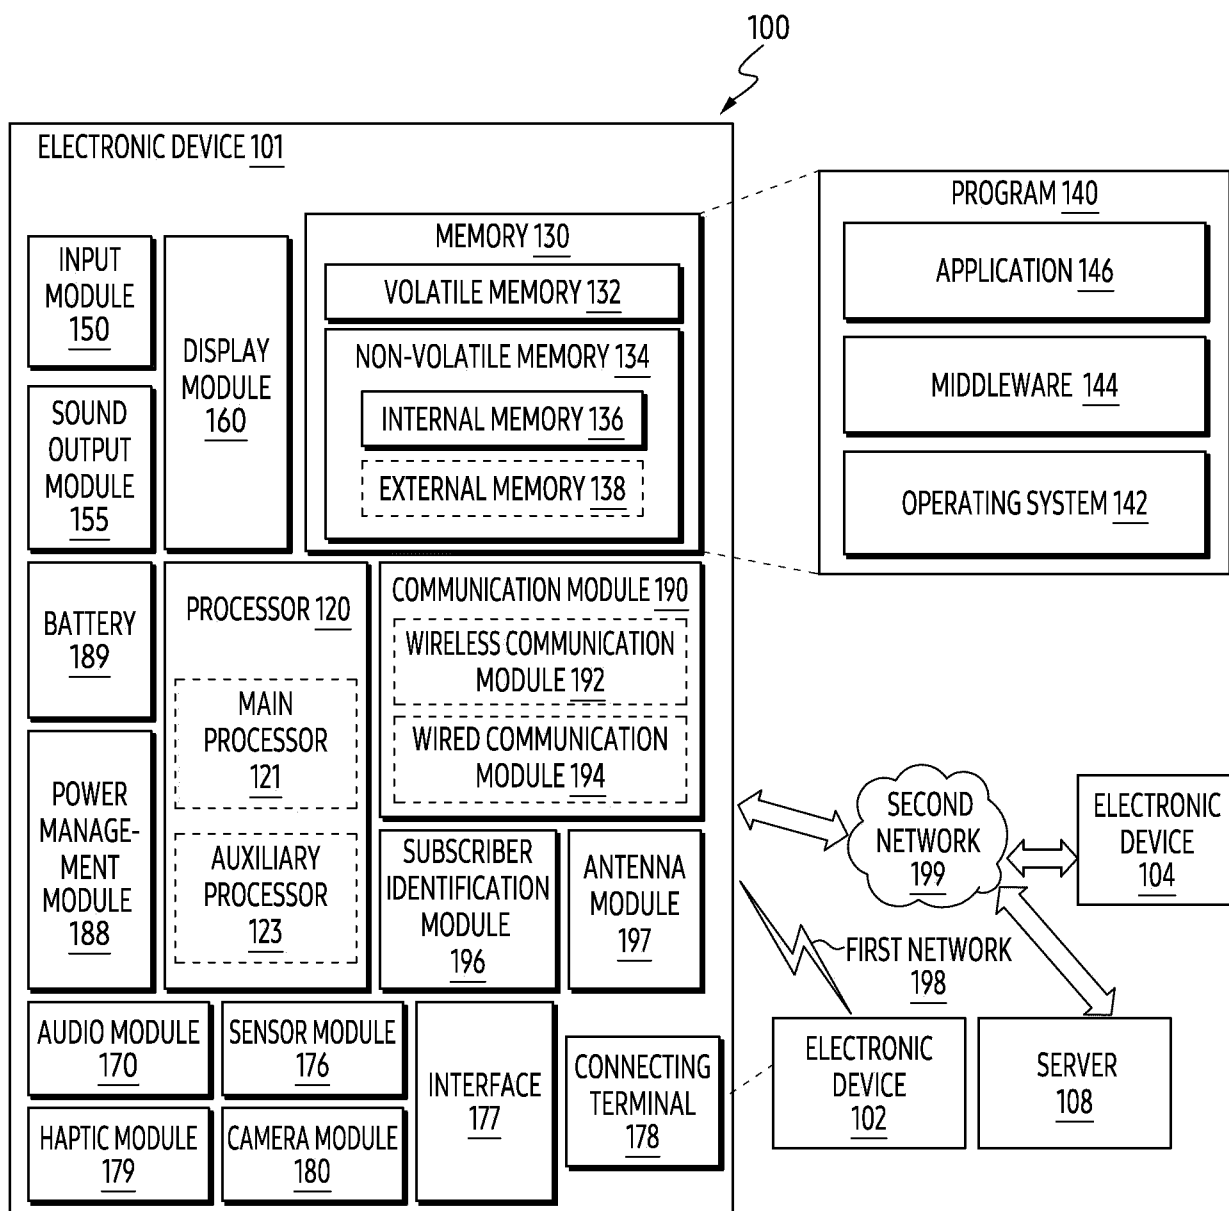 100
ELECTRONIC DEVICE 101
INPUT
MODULE
150
SOUND
OUTPUT
MODULE
155
DISPLAY
MODULE
160
MEMORY 130
VOLATILE MEMORY 132
NON-VOLATILE MEMORY 134
INTERNAL MEMORY 136
EXTERNAL MEMORY 138
PROGRAM 140
APPLICATION 146
MIDDLEWARE 144
OPERATING SYSTEM 142
BATTERY
189
POWER
MANAGE-
MENT
MODULE
188
PROCESSOR 120
MAIN
PROCESSOR
121
AUXILIARY
PROCESSOR
123
COMMUNICATION MODULE 190
WIRELESS COMMUNICATION
MODULE 192
WIRED COMMUNICATION
MODULE 194
SUBSCRIBER
IDENTIFICATION
MODULE
196
ANTENNA
MODULE
197
SECOND
NETWORK
199
ELECTRONIC
DEVICE
104
FIRST NETWORK
198
AUDIO MODULE
170
SENSOR MODULE
176
INTERFACE
177
CONNECTING
TERMINAL
178
HAPTIC MODULE
179
CAMERA MODULE
180
ELECTRONIC
DEVICE
102
SERVER
108